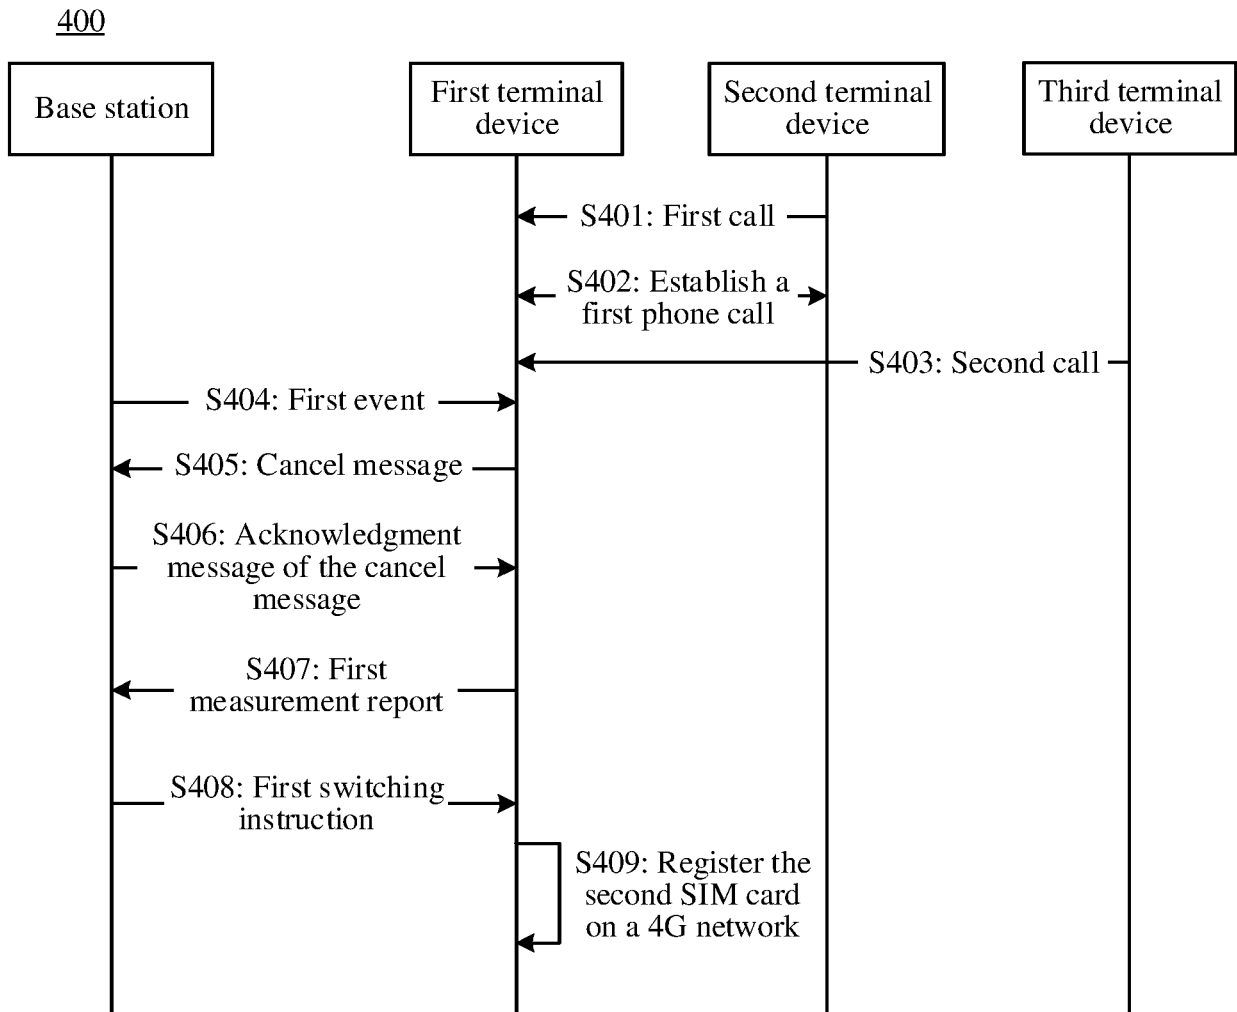 400
Base station
First terminal
device
Second terminal
device
Third terminal
device
S401: First call
S402: Establish a
first phone call
S403: Second call
S404: First event
S405: Cancel message
S406: Acknowledgment
message of the cancel
message
S407: First
measurement report
S408: First switching
instruction
S409: Register the
second SIM card
on a 4G network